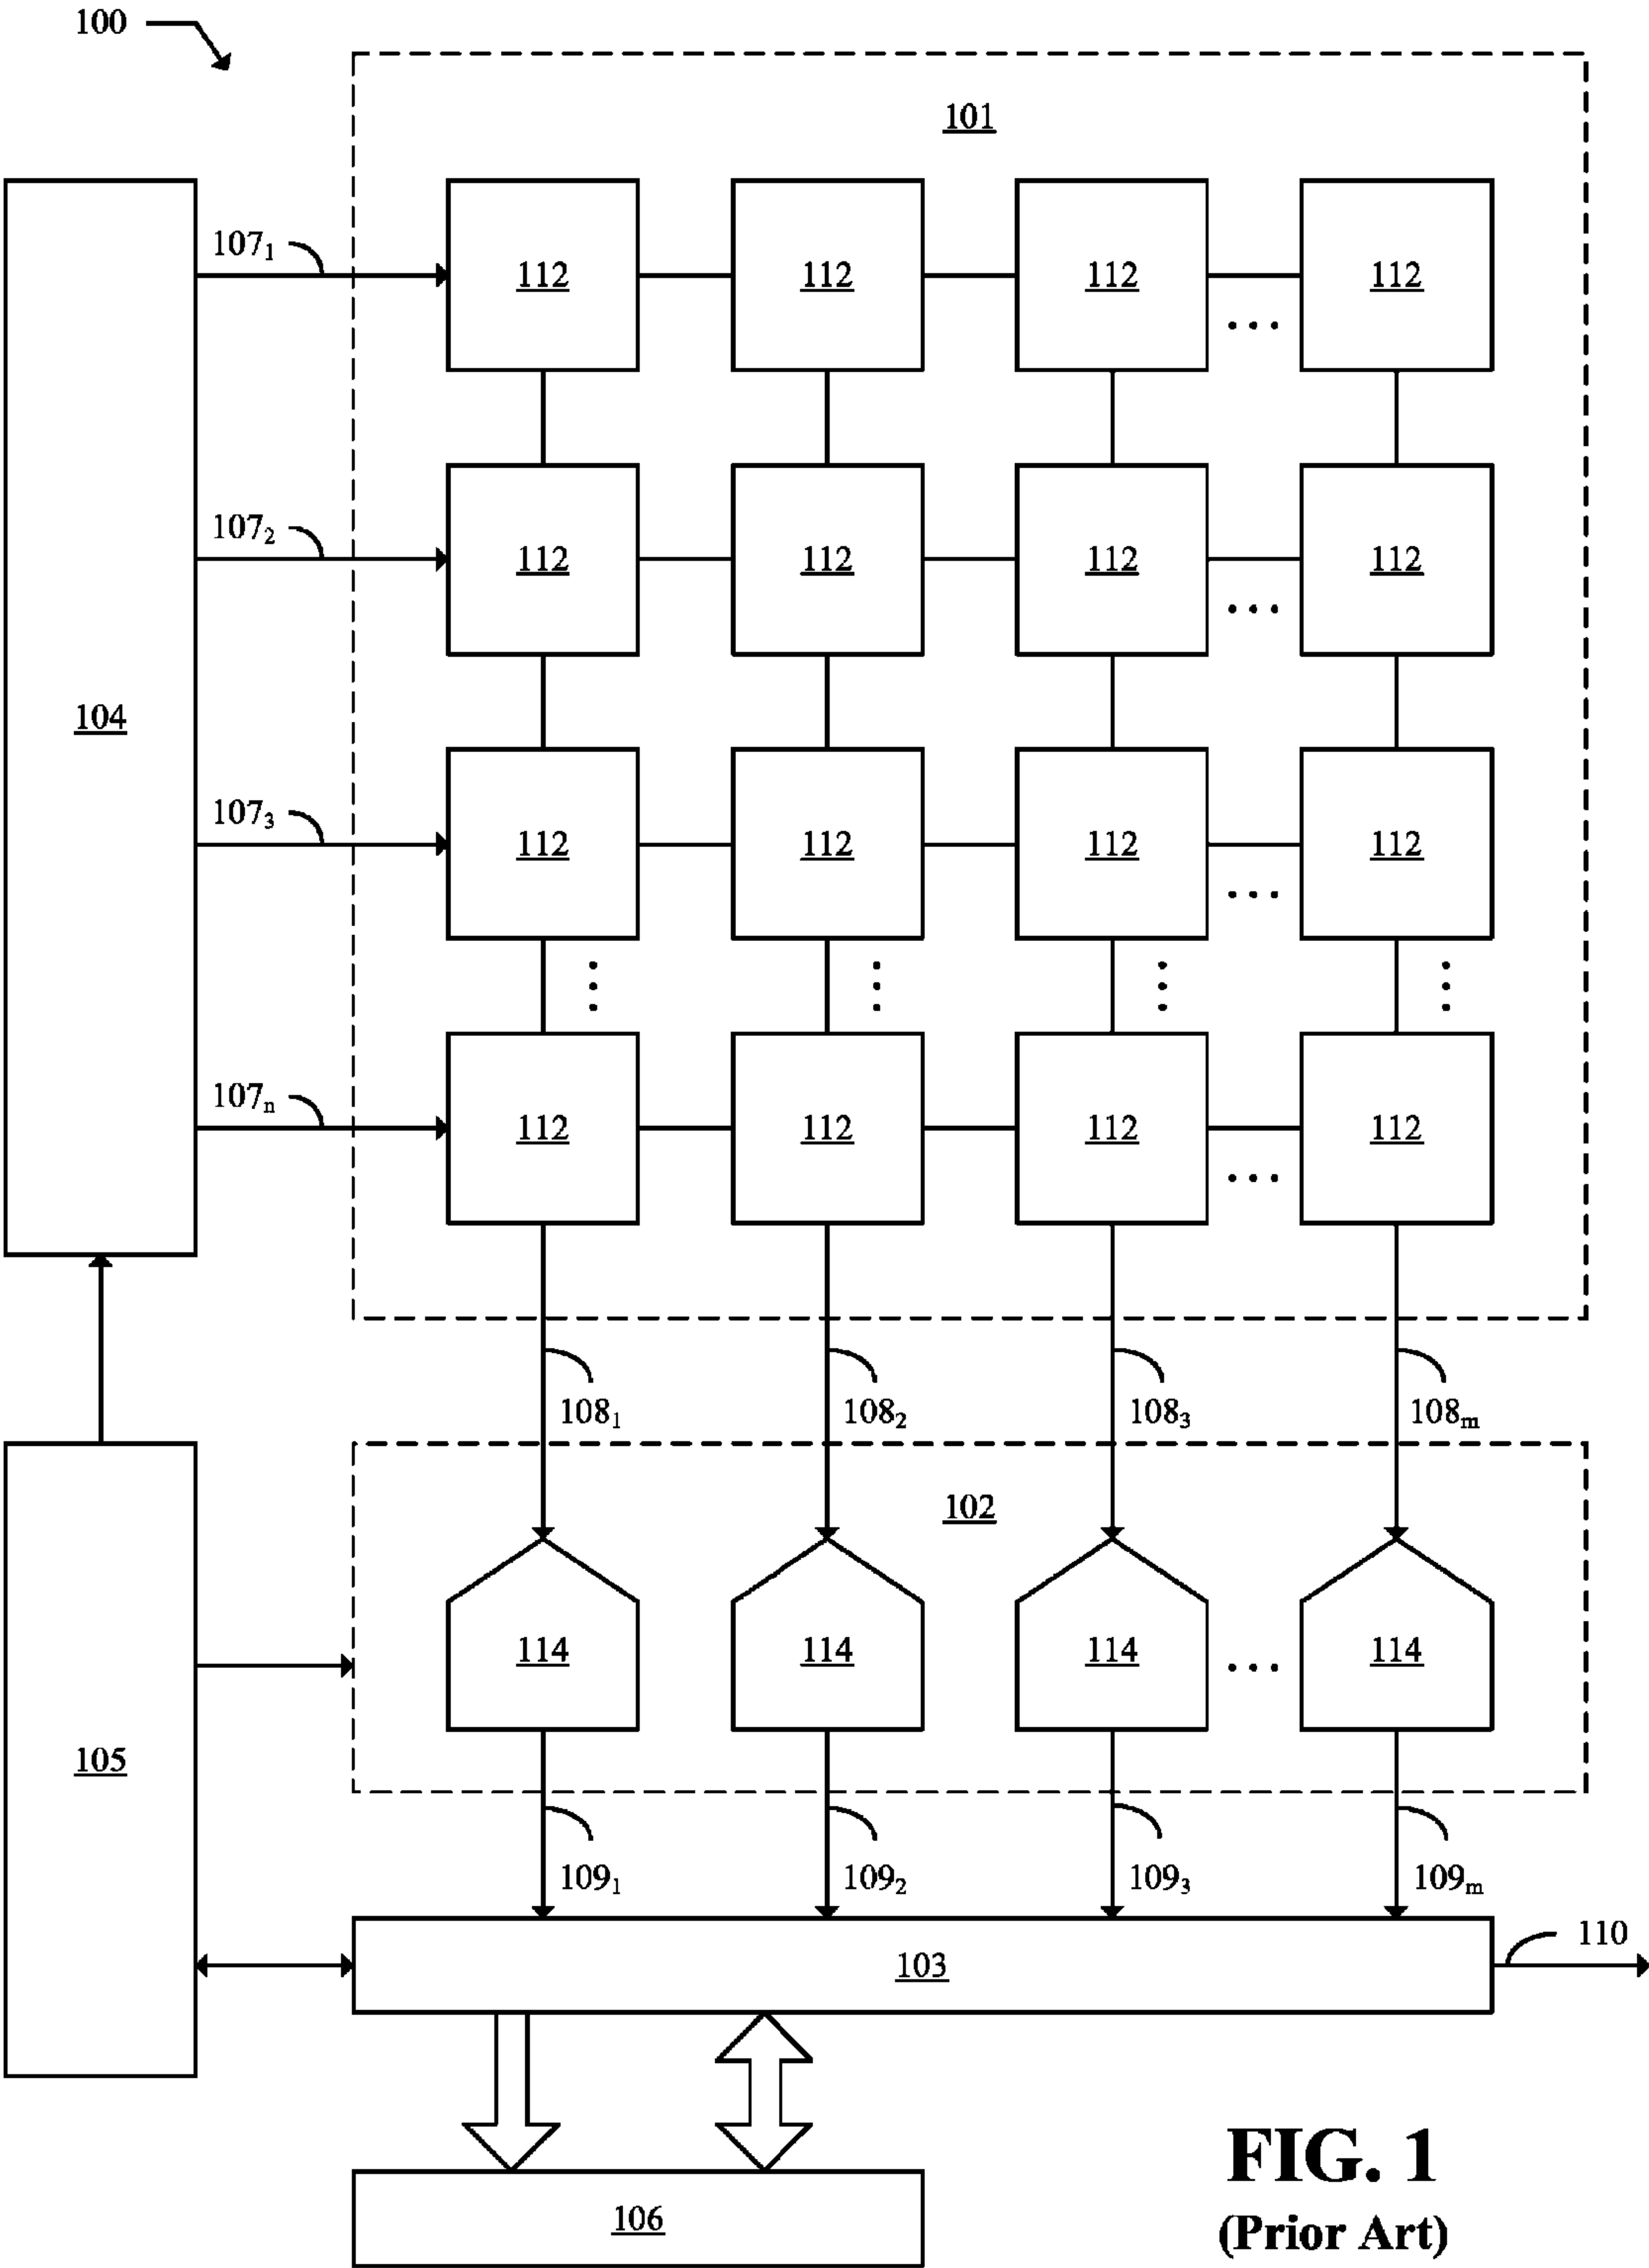 100
101
107₁ 112 112 112 112
...
107₂ 112 112 112 112
...
104
107₃ 112 112 112 112
...
107ₙ 112 112 112 112
...
108₁ 108₂ 108₃ 108ₘ
102
114 114 114 ... 114
105
109₁ 109₂ 109₃ 109ₘ
110
103
FIG. 1
106
(Prior Art)